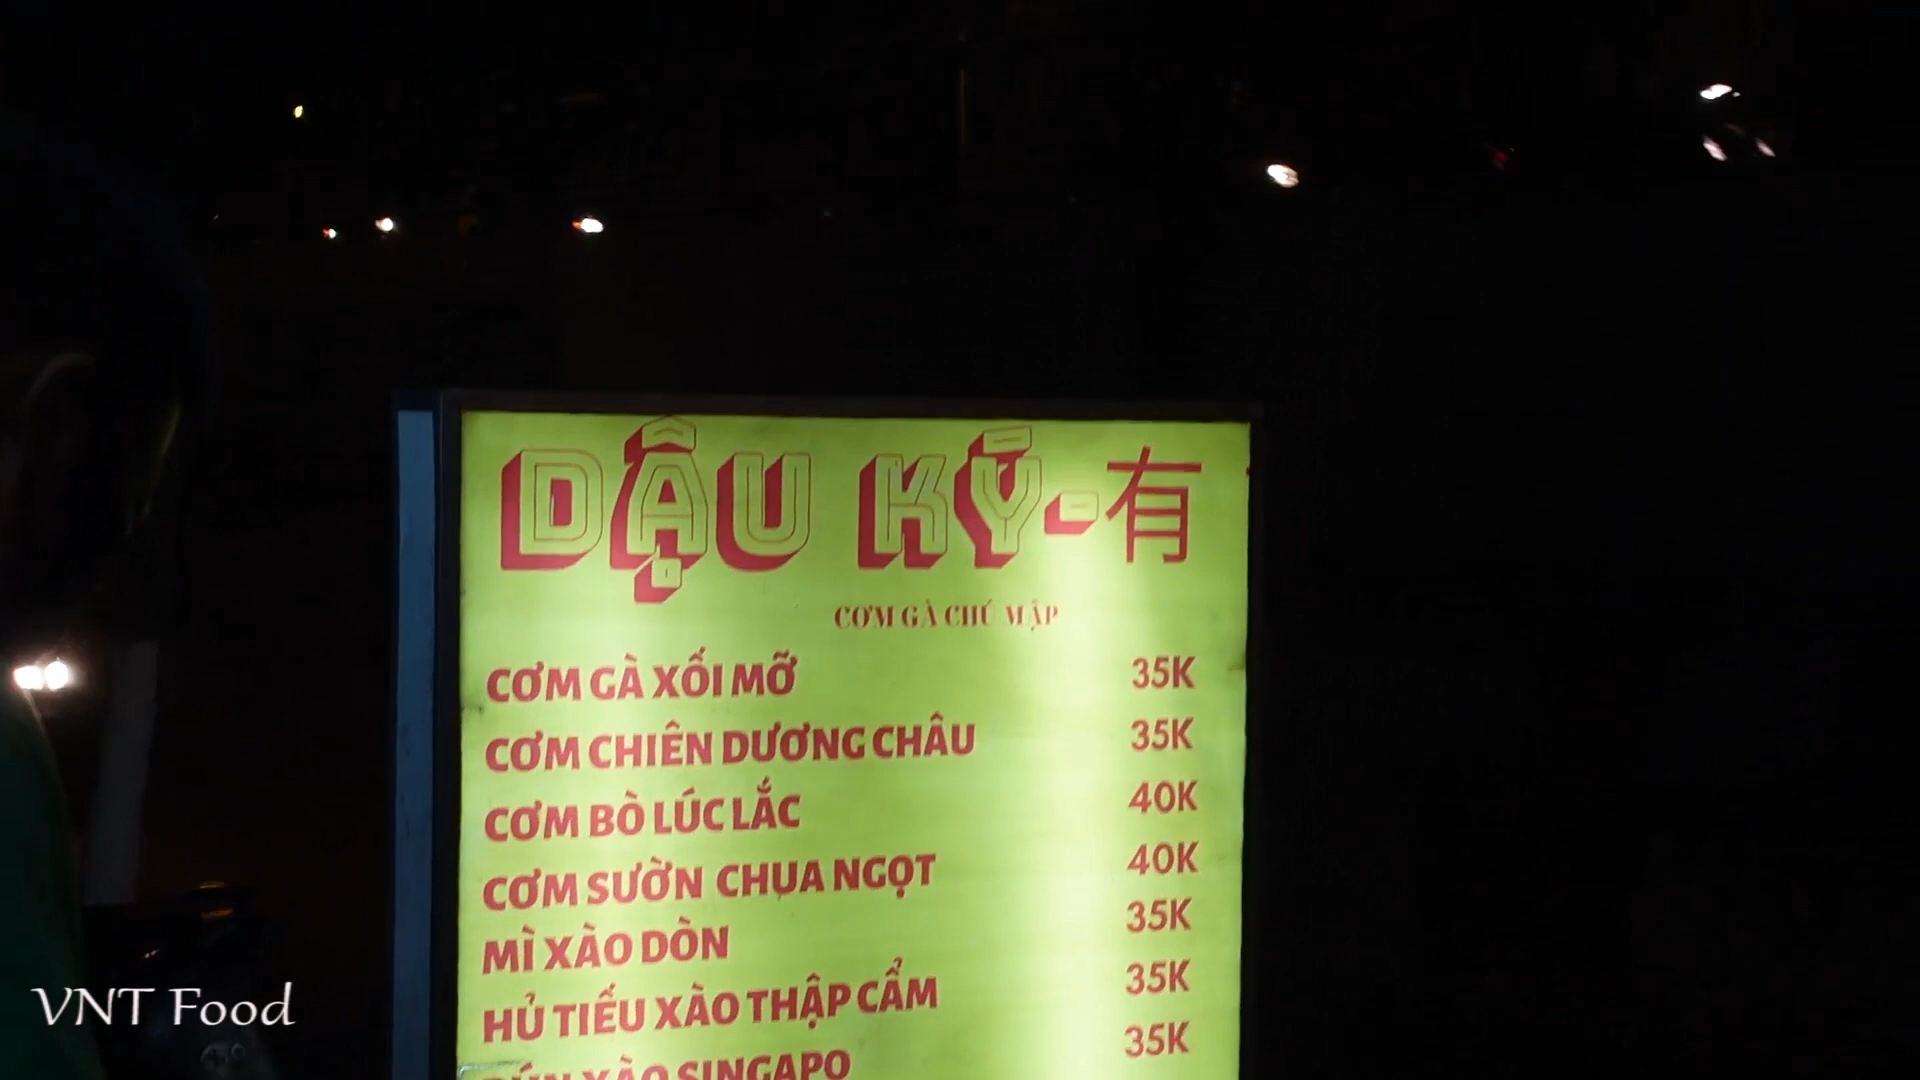 DẬU KÝ-有
CƠM GÀ CHÚ MẬP
CƠM GÀ XỐI MỠ 35K
CƠM CHIÊN DƯƠNG CHÂU 35K
CƠM BÒ LÚC LẮC 40K
CƠM SƯỜN CHUA NGỌT 40K
MÌ XÀO DÒN 35K
HỦ TIẾU XÀO THẬP CẨM 35K
XÀO SINGAPO 35K
VNT Food